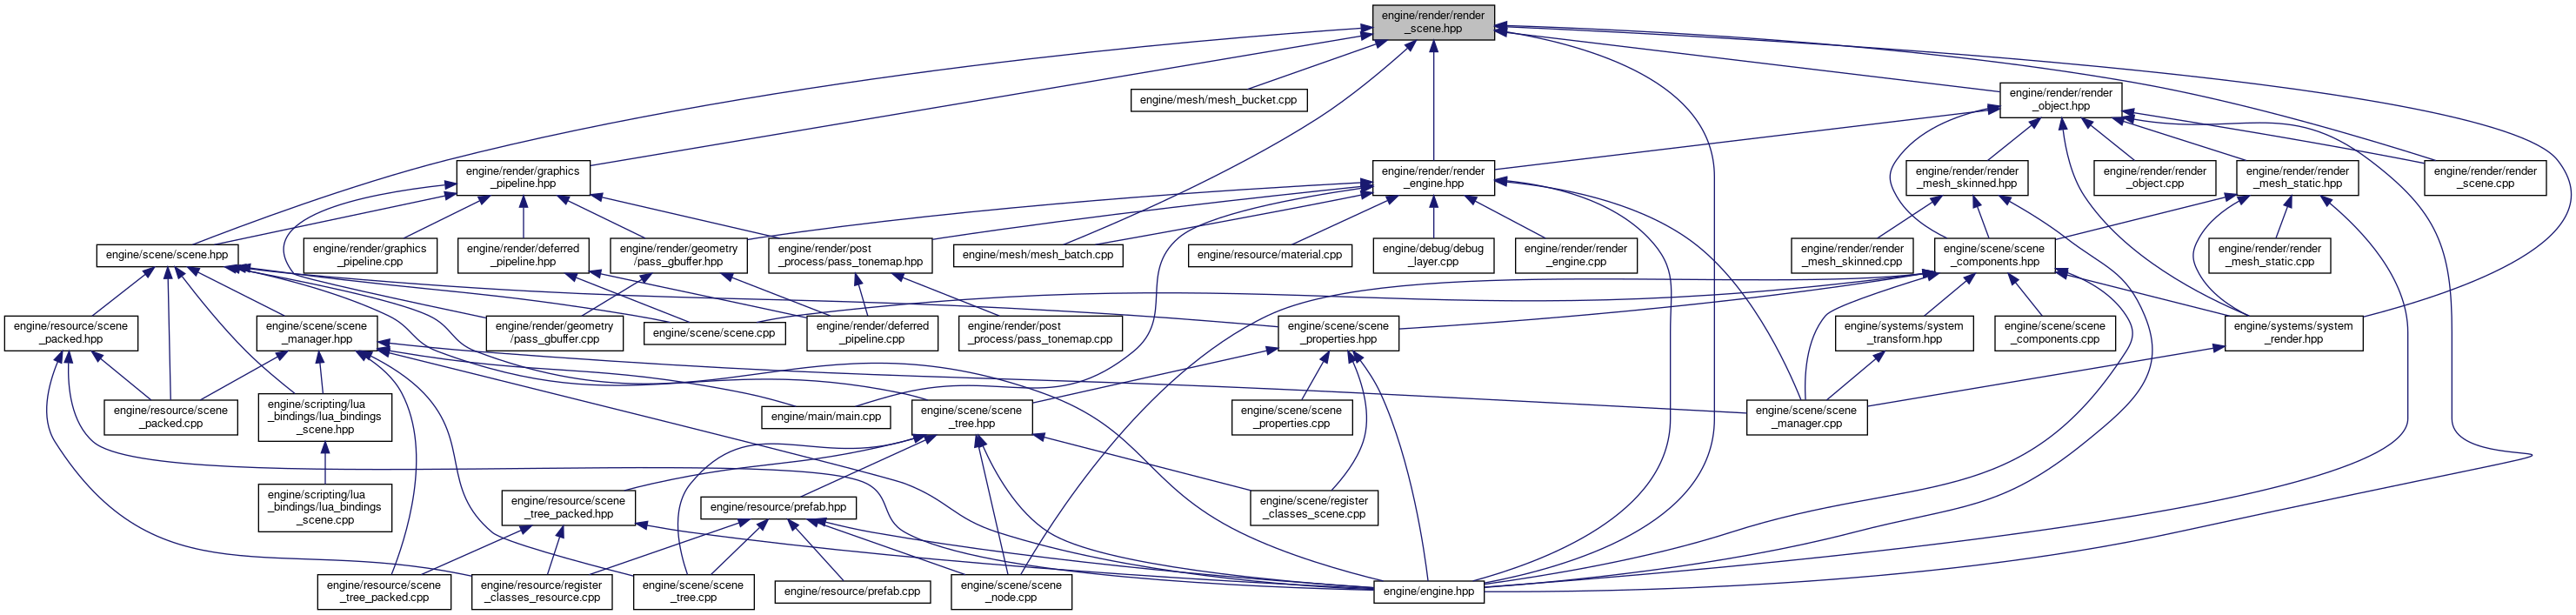 engine/render/render
_scene.hpp
engine/mesh/mesh_bucket.cpp
engine/render/render
_object.hpp
engine/render/graphics
_pipeline.hpp
engine/render/render
_engine.hpp
engine/render/render
_mesh_skinned.hpp
engine/render/render
_object.cpp
engine/render/render
_mesh_static.hpp
engine/render/render
_scene.cpp
engine/scene/scene.hpp
engine/render/graphics
_pipeline.cpp
engine/render/deferred
_pipeline.hpp
engine/render/geometry
/pass_gbuffer.hpp
engine/render/post
_process/pass_tonemap.hpp
engine/mesh/mesh_batch.cpp
engine/resource/material.cpp
engine/debug/debug
_layer.cpp
engine/render/render
_engine.cpp
engine/render/render
_mesh_skinned.cpp
engine/scene/scene
_components.hpp
engine/render/render
_mesh_static.cpp
engine/resource/scene
_packed.hpp
engine/scene/scene
_manager.hpp
engine/render/geometry
/pass_gbuffer.cpp
engine/scene/scene.cpp
engine/render/deferred
_pipeline.cpp
engine/render/post
_process/pass_tonemap.cpp
engine/scene/scene
_properties.hpp
engine/systems/system
_transform.hpp
engine/scene/scene
_components.cpp
engine/systems/system
_render.hpp
engine/resource/scene
_packed.cpp
engine/scripting/lua
_bindings/lua_bindings
_scene.hpp
engine/main/main.cpp
engine/scene/scene
_tree.hpp
engine/scene/scene
_properties.cpp
engine/scene/scene
_manager.cpp
engine/scripting/lua
_bindings/lua_bindings
_scene.cpp
engine/resource/scene
_tree_packed.hpp
engine/resource/prefab.hpp
engine/scene/register
_classes_scene.cpp
engine/resource/scene
_tree_packed.cpp
engine/resource/register
_classes_resource.cpp
engine/scene/scene
_tree.cpp
engine/resource/prefab.cpp
engine/scene/scene
_node.cpp
engine/engine.hpp